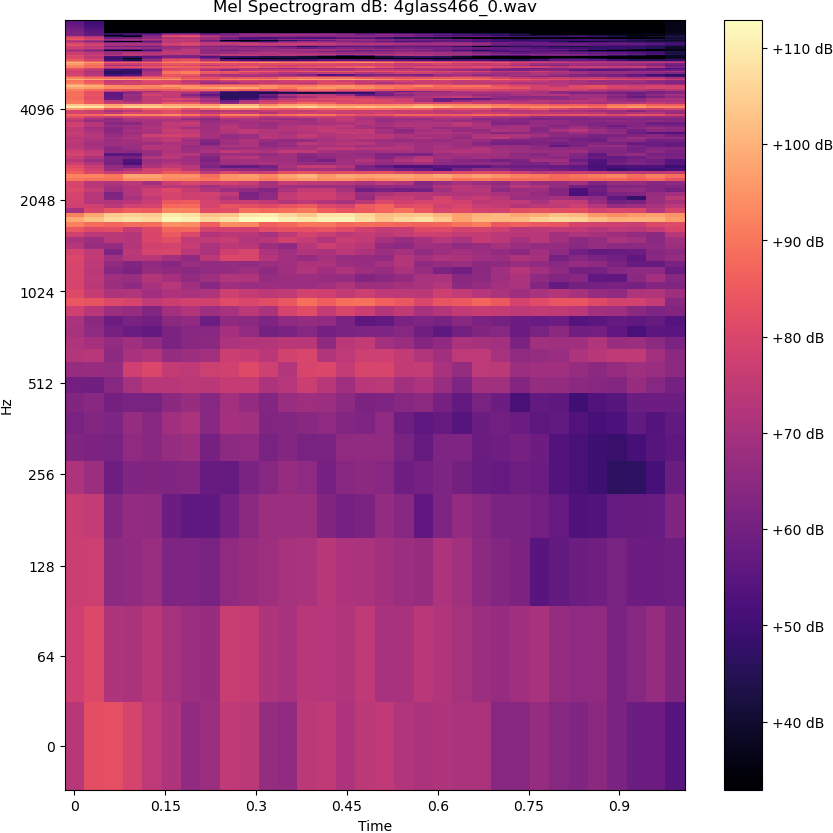 Mel Spectrogram dB: 4glass466_0.wav
+110 dB
+100 dB
+90 dB
+80 dB
+70 dB
+60 dB
+50 dB
+40 dB
4096
2048
1024
512
256
128
64
0
Hz
0
0.15
0.3
0.45
0.6
0.75
0.9
Time